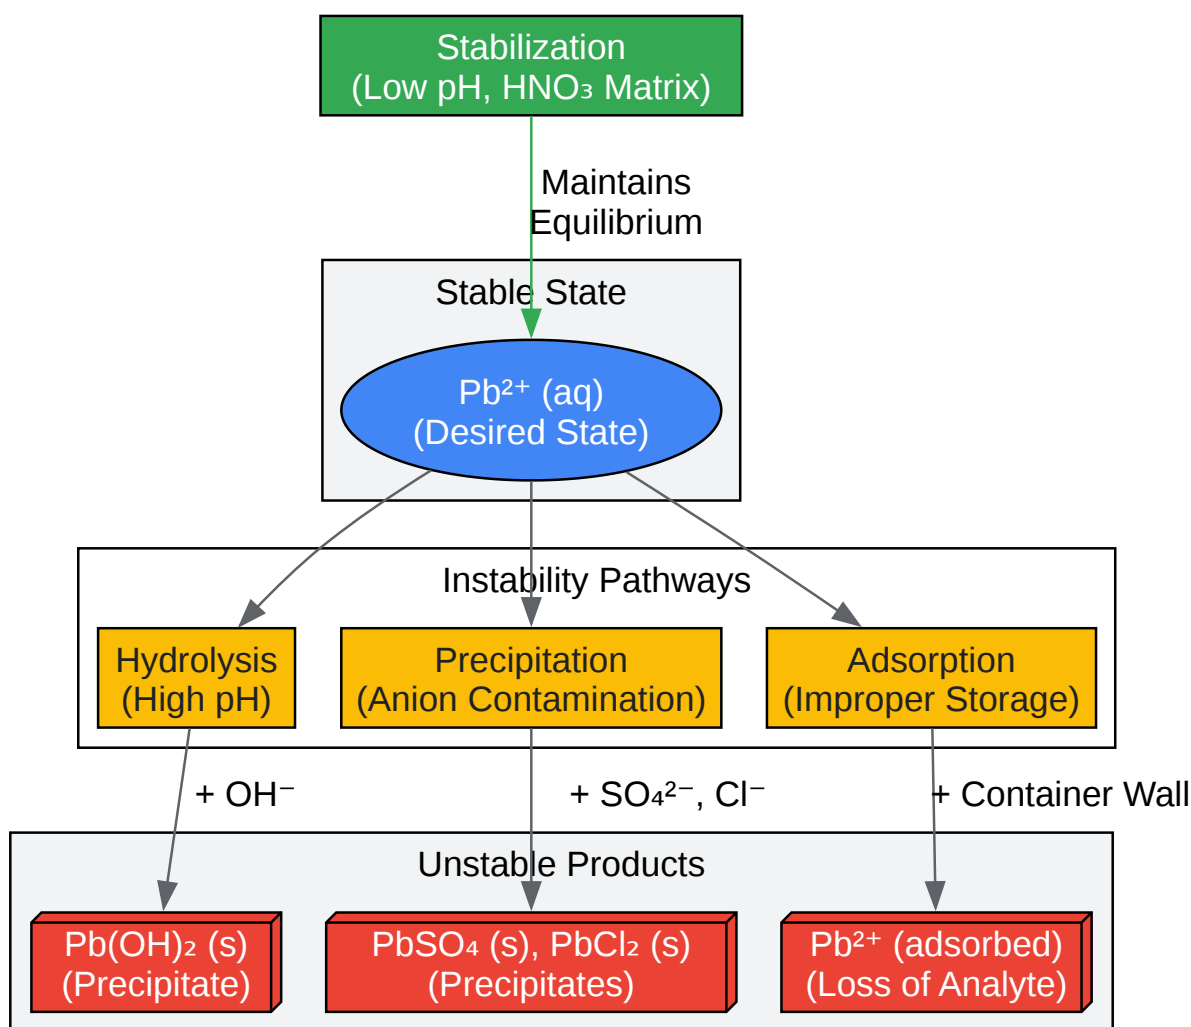 Stabilization
(Low pH, HNO₃ Matrix)
Maintains
Equilibrium
Stable State
Pb²⁺ (aq)
(Desired State)
Instability Pathways
Hydrolysis
(High pH)
Precipitation
(Anion Contamination)
Adsorption
(Improper Storage)
+ OH⁻
+ SO₄²⁻, Cl⁻
+ Container Wall
Unstable Products
Pb(OH)₂ (s)
(Precipitate)
PbSO₄ (s), PbCl₂ (s)
(Precipitates)
Pb²⁺ (adsorbed)
(Loss of Analyte)